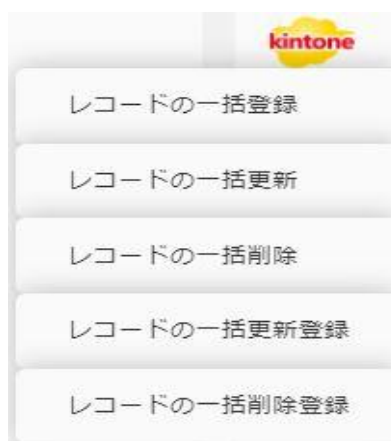 kintone
レコードの一括登録
レコードの一括更新
レコードの一括削除
レコードの一括更新登録
レコードの一括削除登録